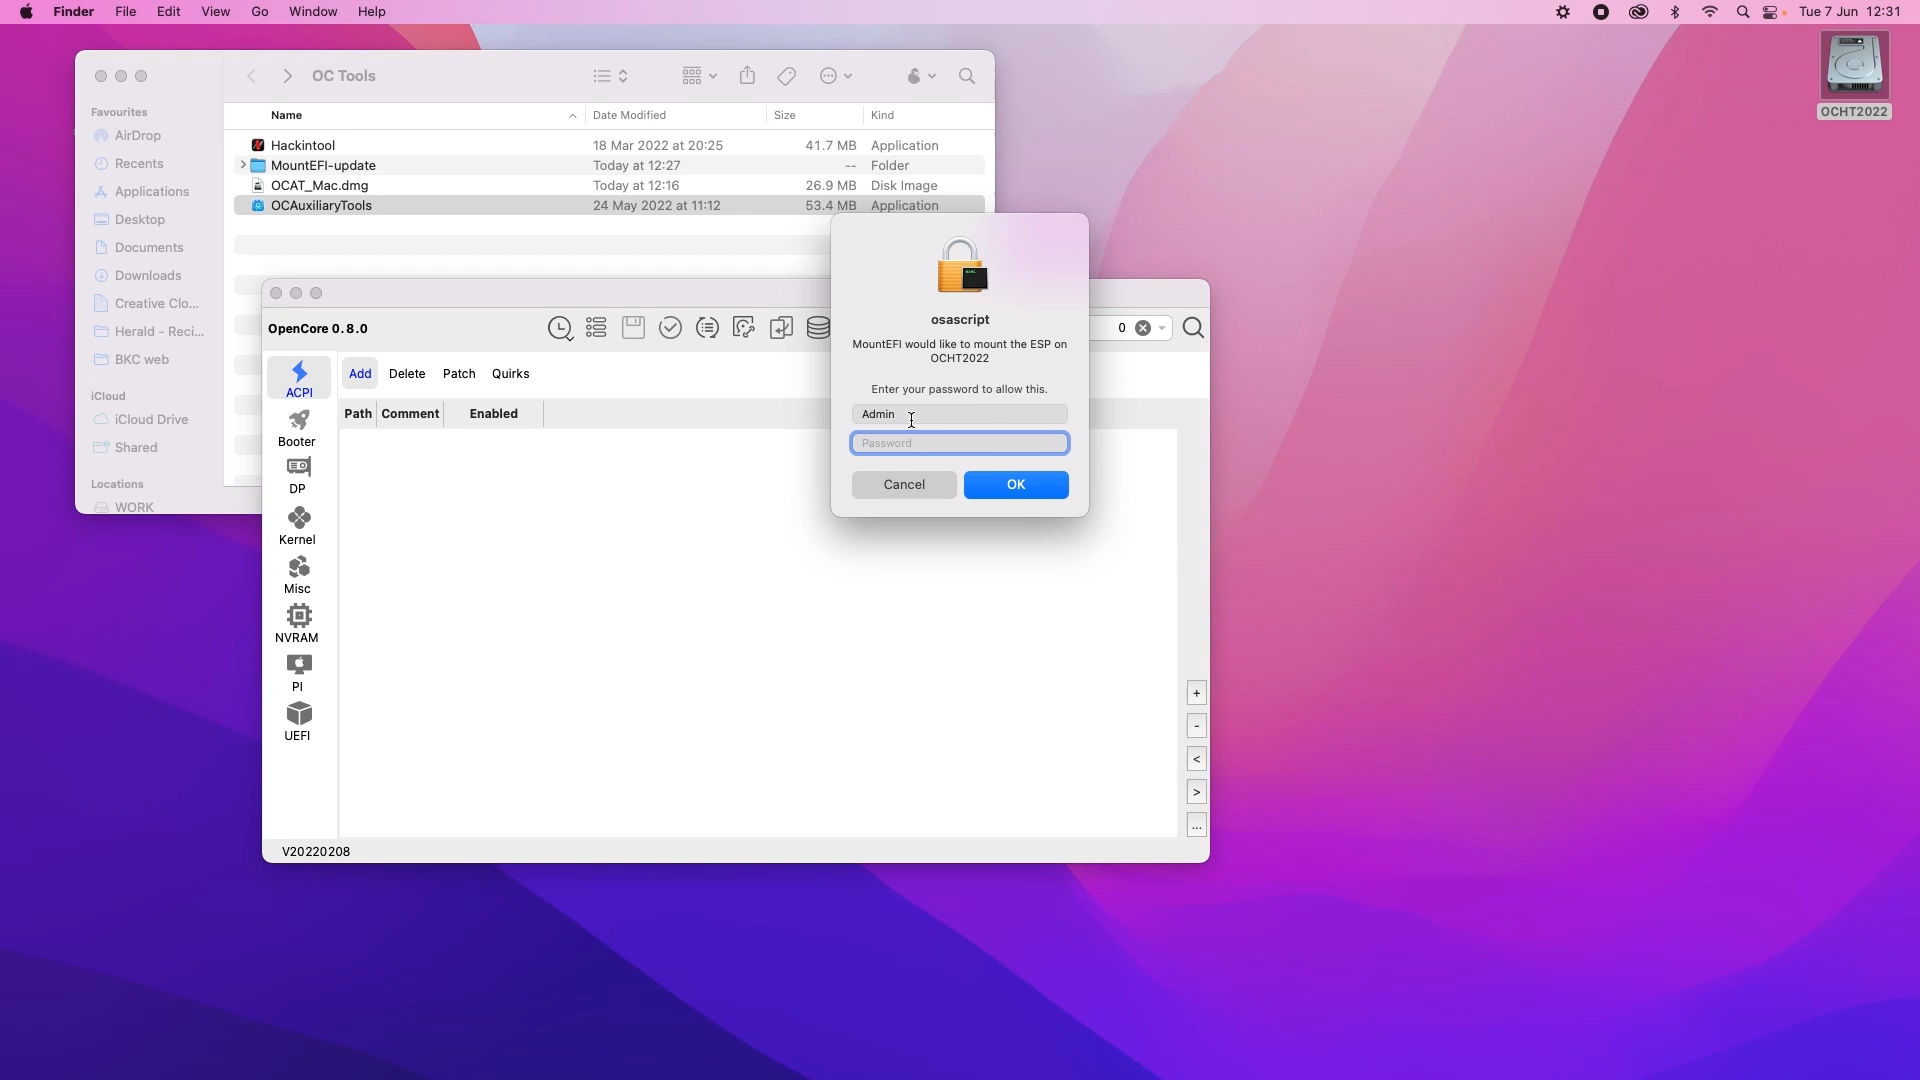 Finder File Edit View Go Window Help
Tue 7 Jun 12:31
OCHT2022
OC Tools
Favourites
AirDrop
Recents
Applications
Desktop
Documents
Downloads
Creative Clo...
Herald - Reci...
BKC web
iCloud
iCloud Drive
Shared
Locations
WORK
Name Date Modified Size Kind
Hackintool 18 Mar 2022 at 20:25 41.7 MB Application
MountEFI-update Today at 12:27 -- Folder
OCAT_Mac.dmg Today at 12:16 26.9 MB Disk Image
OCAuxiliaryTools 24 May 2022 at 11:12 53.4 MB Application
OpenCore 0.8.0
0
ACPI
Booter
DP
Kernel
Misc
NVRAM
PI
UEFI
Add Delete Patch Quirks
Path Comment Enabled
+
-
<
>
...
V20220208
osascript
MountEFI would like to mount the ESP on
OCHT2022
Enter your password to allow this.
Admin
Password
Cancel OK